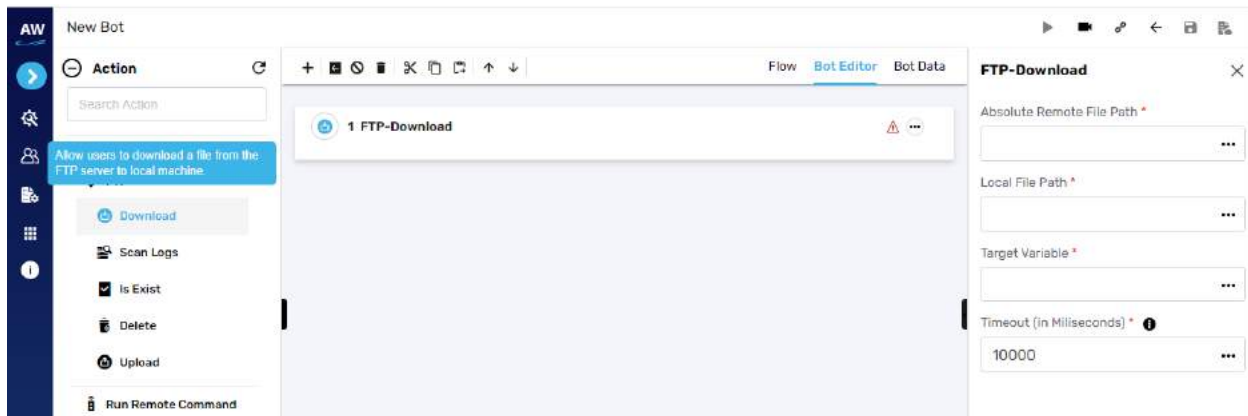 AW
New Bot
Action
Search Action
Allow users to download a file from the
FTP server to local machine.
Download
Scan Logs
Is Exist
Delete
Upload
Run Remote Command
Flow
Bot Editor
Bot Data
1 FTP-Download
FTP-Download
Absolute Remote File Path *
Local File Path *
Target Variable *
Timeout (in Miliseconds) *
10000